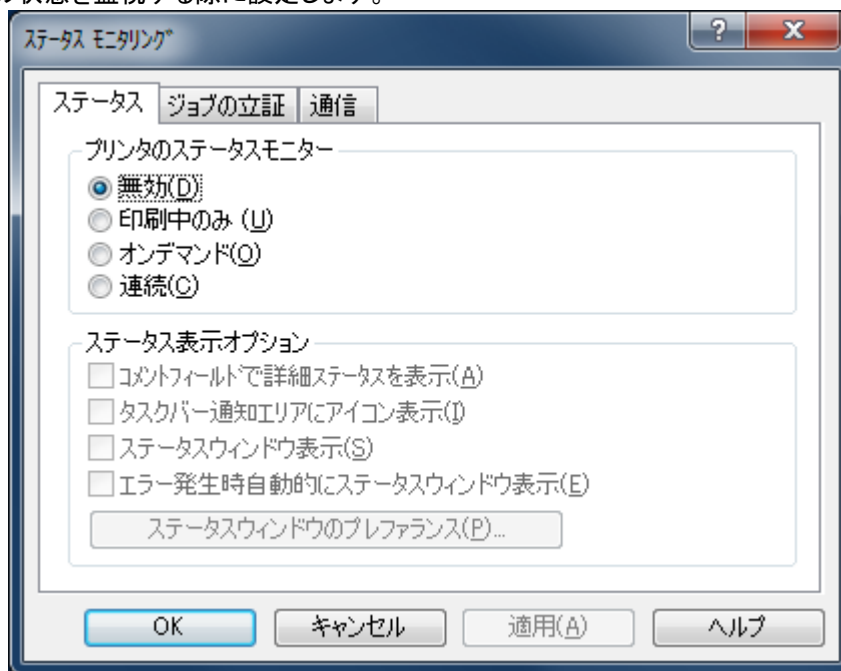 の状態を監視する際に設定します。
ｽﾃｰﾀｽ ﾓﾆﾀﾘﾝｸﾞ
ステータス ジョブの立証 通信
プリンタのステータスモニター
無効(D)
印刷中のみ (U)
オンデマンド(O)
連続(C)
ステータス表示オプション
ｺﾒﾝﾄﾌｨｰﾙﾄﾞで詳細ｽﾃｰﾀｽを表示(A)
タスクバー通知エリアにアイコン表示(I)
ステータスウィンドウ表示(S)
エラー発生時自動的にステータスウィンドウ表示(E)
ステータスウィンドウのプレファランス(P)...
OK キャンセル 適用(A) ヘルプ